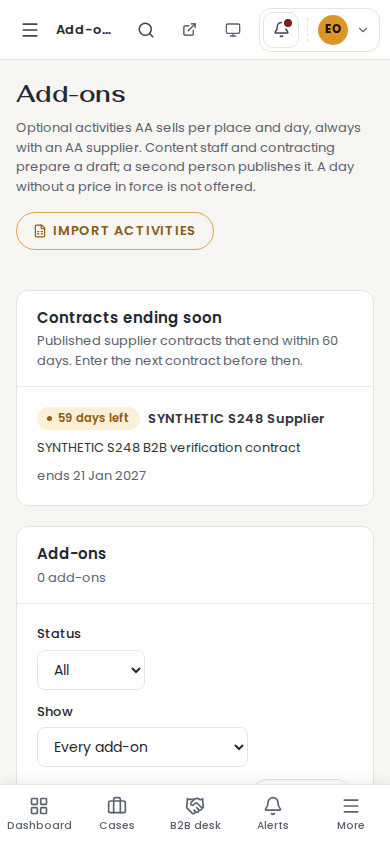 Add-o...
EO
Add-ons
Optional activities AA sells per place and day, always
with an AA supplier. Content staff and contracting
prepare a draft; a second person publishes it. A day
without a price in force is not offered.
IMPORT ACTIVITIES
Contracts ending soon
Published supplier contracts that end within 60
days. Enter the next contract before then.
59 days left SYNTHETIC S248 Supplier
SYNTHETIC S248 B2B verification contract
ends 21 Jan 2027
Add-ons
0 add-ons
Status
All
Show
Every add-on
Dashboard Cases B2B desk Alerts More